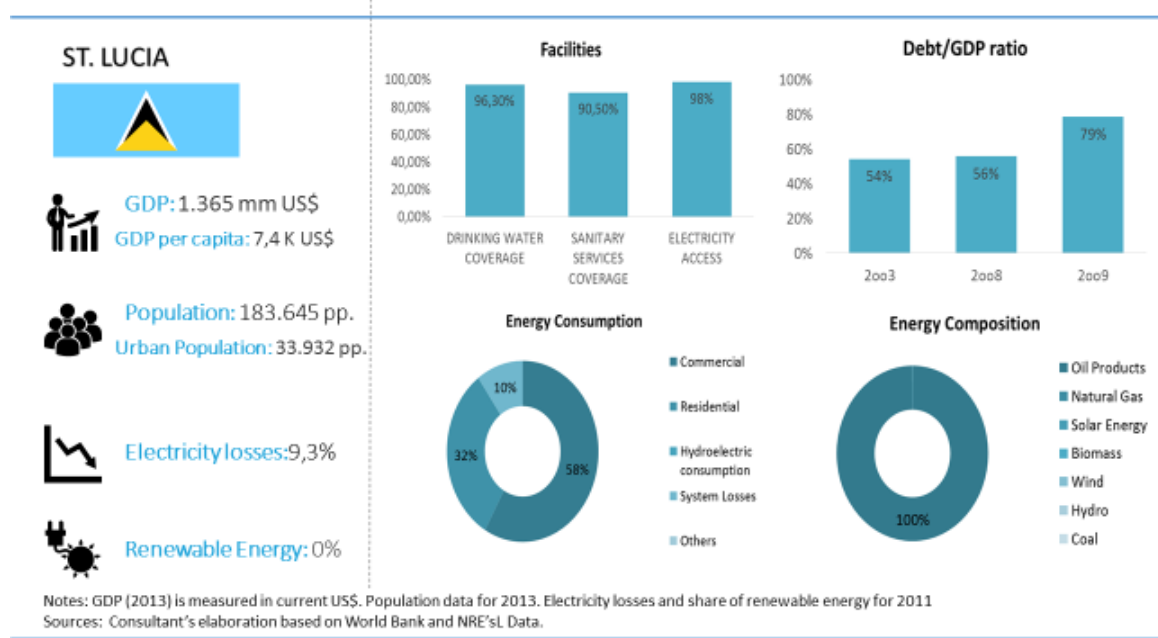 ST. LUCIA
GDP: 1.365 mm US$
GDP per capita: 7,4 K US$
Population: 183.645 pp.
Urban Population: 33.932 pp.
Electricity losses:9,3%
Renewable Energy: 0%
Facilities
100,00%
80,00%
60,00%
40,00%
20,00%
0,00%
96,30%
90,50%
98%
DRINKING WATER
COVERAGE
SANITARY
SERVICES
COVERAGE
ELECTRICITY
ACCESS
Debt/GDP ratio
100%
80%
60%
40%
20%
0%
54%
56%
79%
2oo3
2oo8
2oo9
Energy Consumption
10%
32%
58%
Commercial
Residential
Hydroelectric
consumption
System Losses
Others
Energy Composition
100%
Oil Products
Natural Gas
Solar Energy
Biomass
Wind
Hydro
Coal
Notes: GDP (2013) is measured in current US$. Population data for 2013. Electricity losses and share of renewable energy for 2011
Sources: Consultant's elaboration based on World Bank and NRE'sL Data.